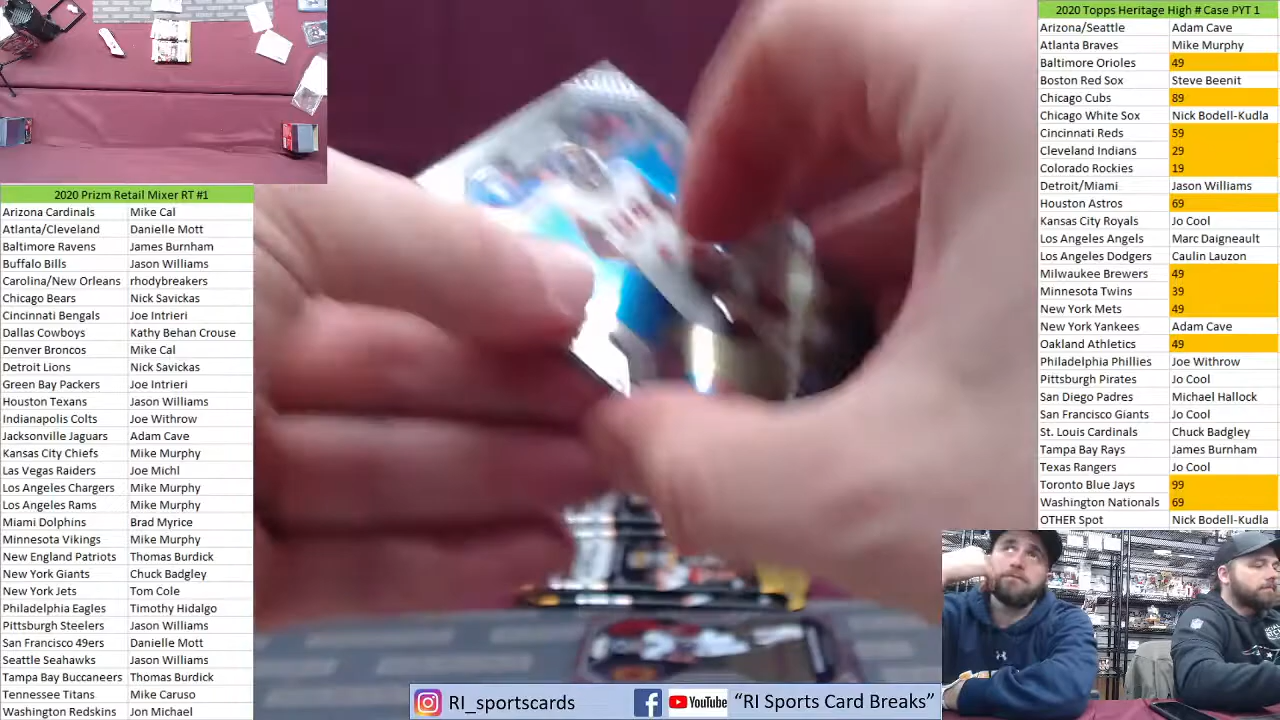 2020 Prizm Retail Mixer RT #1
Arizona Cardinals Mike Cal
Atlanta/Cleveland Danielle Mott
Baltimore Ravens James Burnham
Buffalo Bills Jason Williams
Carolina/New Orleans rhodybreakers
Chicago Bears Nick Savickas
Cincinnati Bengals Joe Intrieri
Dallas Cowboys Kathy Behan Crouse
Denver Broncos Mike Cal
Detroit Lions Nick Savickas
Green Bay Packers Joe Intrieri
Houston Texans Jason Williams
Indianapolis Colts Joe Withrow
Jacksonville Jaguars Adam Cave
Kansas City Chiefs Mike Murphy
Las Vegas Raiders Joe Michl
Los Angeles Chargers Mike Murphy
Los Angeles Rams Mike Murphy
Miami Dolphins Brad Myrice
Minnesota Vikings Mike Murphy
New England Patriots Thomas Burdick
New York Giants Chuck Badgley
New York Jets Tom Cole
Philadelphia Eagles Timothy Hidalgo
Pittsburgh Steelers Jason Williams
San Francisco 49ers Danielle Mott
Seattle Seahawks Jason Williams
Tampa Bay Buccaneers Thomas Burdick
Tennessee Titans Mike Caruso
Washington Redskins Jon Michael
2020 Topps Heritage High # Case PYT 1
Arizona/Seattle Adam Cave
Atlanta Braves Mike Murphy
Baltimore Orioles 49
Boston Red Sox Steve Beenit
Chicago Cubs 89
Chicago White Sox Nick Bodell-Kudla
Cincinnati Reds 59
Cleveland Indians 29
Colorado Rockies 19
Detroit/Miami Jason Williams
Houston Astros 69
Kansas City Royals Jo Cool
Los Angeles Angels Marc Daigneault
Los Angeles Dodgers Caulin Lauzon
Milwaukee Brewers 49
Minnesota Twins 39
New York Mets 49
New York Yankees Adam Cave
Oakland Athletics 49
Philadelphia Phillies Joe Withrow
Pittsburgh Pirates Jo Cool
San Diego Padres Michael Hallock
San Francisco Giants Jo Cool
St. Louis Cardinals Chuck Badgley
Tampa Bay Rays James Burnham
Texas Rangers Jo Cool
Toronto Blue Jays 99
Washington Nationals 69
OTHER Spot Nick Bodell-Kudla
RI_sportscards YouTube "RI Sports Card Breaks"